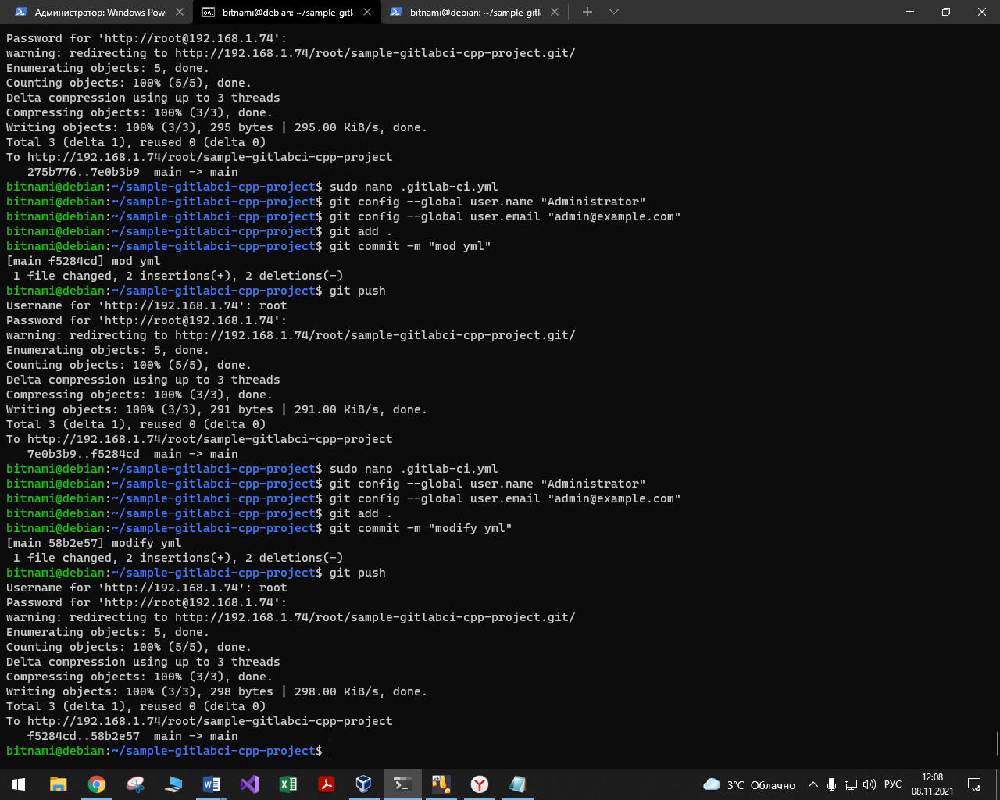 Администратор: Windows Pow
bitnami@debian: ~/sample-gitla
bitnami@debian: ~/sample-gitla
Password for 'http://root@192.168.1.74':
warning: redirecting to http://192.168.1.74/root/sample-gitlabci-cpp-project.git/
Enumerating objects: 5, done.
Counting objects: 100% (5/5), done.
Delta compression using up to 3 threads
Compressing objects: 100% (3/3), done.
Writing objects: 100% (3/3), 295 bytes | 295.00 KiB/s, done.
Total 3 (delta 1), reused 0 (delta 0)
To http://192.168.1.74/root/sample-gitlabci-cpp-project
   275b776..7e0b3b9  main -> main
bitnami@debian:~/sample-gitlabci-cpp-project$ sudo nano .gitlab-ci.yml
bitnami@debian:~/sample-gitlabci-cpp-project$ git config --global user.name "Administrator"
bitnami@debian:~/sample-gitlabci-cpp-project$ git config --global user.email "admin@example.com"
bitnami@debian:~/sample-gitlabci-cpp-project$ git add .
bitnami@debian:~/sample-gitlabci-cpp-project$ git commit -m "mod yml"
[main f5284cd] mod yml
 1 file changed, 2 insertions(+), 2 deletions(-)
bitnami@debian:~/sample-gitlabci-cpp-project$ git push
Username for 'http://192.168.1.74': root
Password for 'http://root@192.168.1.74':
warning: redirecting to http://192.168.1.74/root/sample-gitlabci-cpp-project.git/
Enumerating objects: 5, done.
Counting objects: 100% (5/5), done.
Delta compression using up to 3 threads
Compressing objects: 100% (3/3), done.
Writing objects: 100% (3/3), 291 bytes | 291.00 KiB/s, done.
Total 3 (delta 1), reused 0 (delta 0)
To http://192.168.1.74/root/sample-gitlabci-cpp-project
   7e0b3b9..f5284cd  main -> main
bitnami@debian:~/sample-gitlabci-cpp-project$ sudo nano .gitlab-ci.yml
bitnami@debian:~/sample-gitlabci-cpp-project$ git config --global user.name "Administrator"
bitnami@debian:~/sample-gitlabci-cpp-project$ git config --global user.email "admin@example.com"
bitnami@debian:~/sample-gitlabci-cpp-project$ git add .
bitnami@debian:~/sample-gitlabci-cpp-project$ git commit -m "modify yml"
[main 58b2e57] modify yml
 1 file changed, 2 insertions(+), 2 deletions(-)
bitnami@debian:~/sample-gitlabci-cpp-project$ git push
Username for 'http://192.168.1.74': root
Password for 'http://root@192.168.1.74':
warning: redirecting to http://192.168.1.74/root/sample-gitlabci-cpp-project.git/
Enumerating objects: 5, done.
Counting objects: 100% (5/5), done.
Delta compression using up to 3 threads
Compressing objects: 100% (3/3), done.
Writing objects: 100% (3/3), 298 bytes | 298.00 KiB/s, done.
Total 3 (delta 1), reused 0 (delta 0)
To http://192.168.1.74/root/sample-gitlabci-cpp-project
   f5284cd..58b2e57  main -> main
bitnami@debian:~/sample-gitlabci-cpp-project$
3°C Облачно
РУС
12:08
08.11.2021